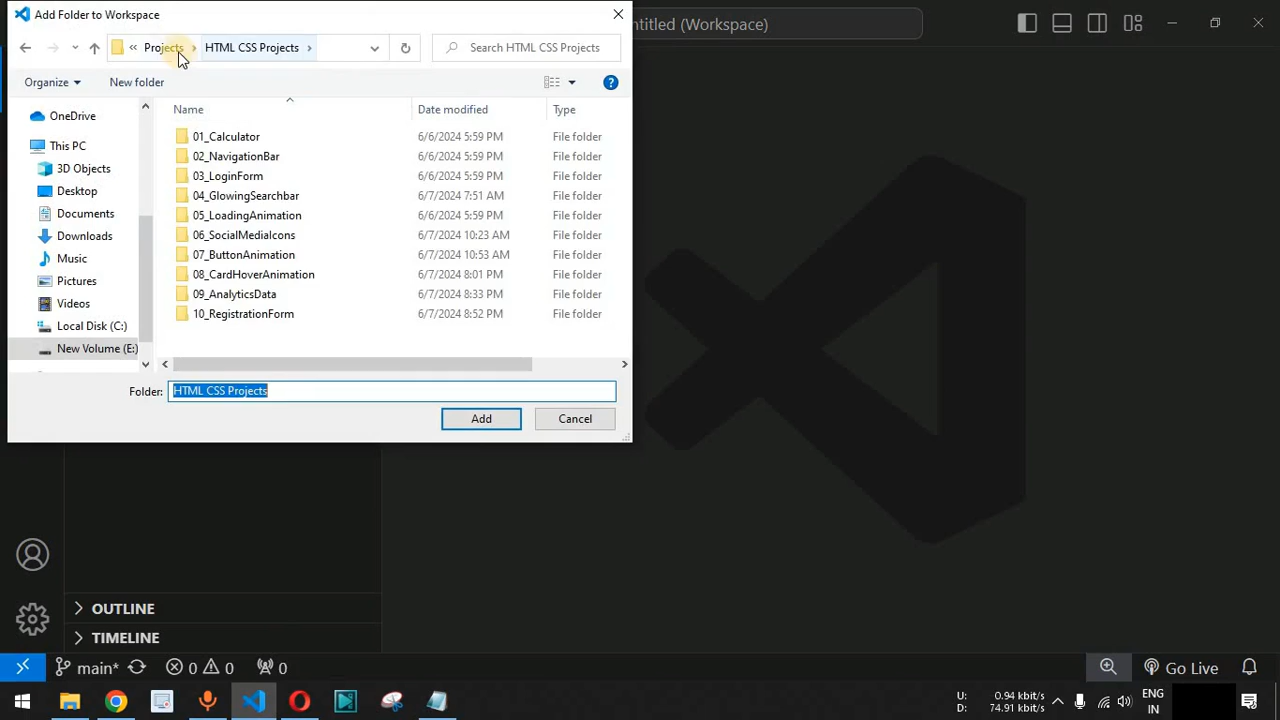 Add Folder to Workspace
Untitled (Workspace)
Projects
HTML CSS Projects
Search HTML CSS Projects
Organize
New folder
Name
Date modified
Type
OneDrive
This PC
3D Objects
Desktop
Documents
Downloads
Music
Pictures
Videos
Local Disk (C:)
New Volume (E:)
01_Calculator 6/6/2024 5:59 PM File folder
02_NavigationBar 6/6/2024 5:59 PM File folder
03_LoginForm 6/6/2024 5:59 PM File folder
04_GlowingSearchbar 6/7/2024 7:51 AM File folder
05_LoadingAnimation 6/6/2024 5:59 PM File folder
06_SocialMediaIcons 6/7/2024 10:23 AM File folder
07_ButtonAnimation 6/7/2024 10:53 AM File folder
08_CardHoverAnimation 6/7/2024 8:01 PM File folder
09_AnalyticsData 6/7/2024 8:33 PM File folder
10_RegistrationForm 6/7/2024 8:52 PM File folder
Folder: HTML CSS Projects
Add
Cancel
OUTLINE
TIMELINE
main* 0 0 0
Go Live
U: 0.94 kbit/s
D: 74.91 kbit/s
ENG
IN